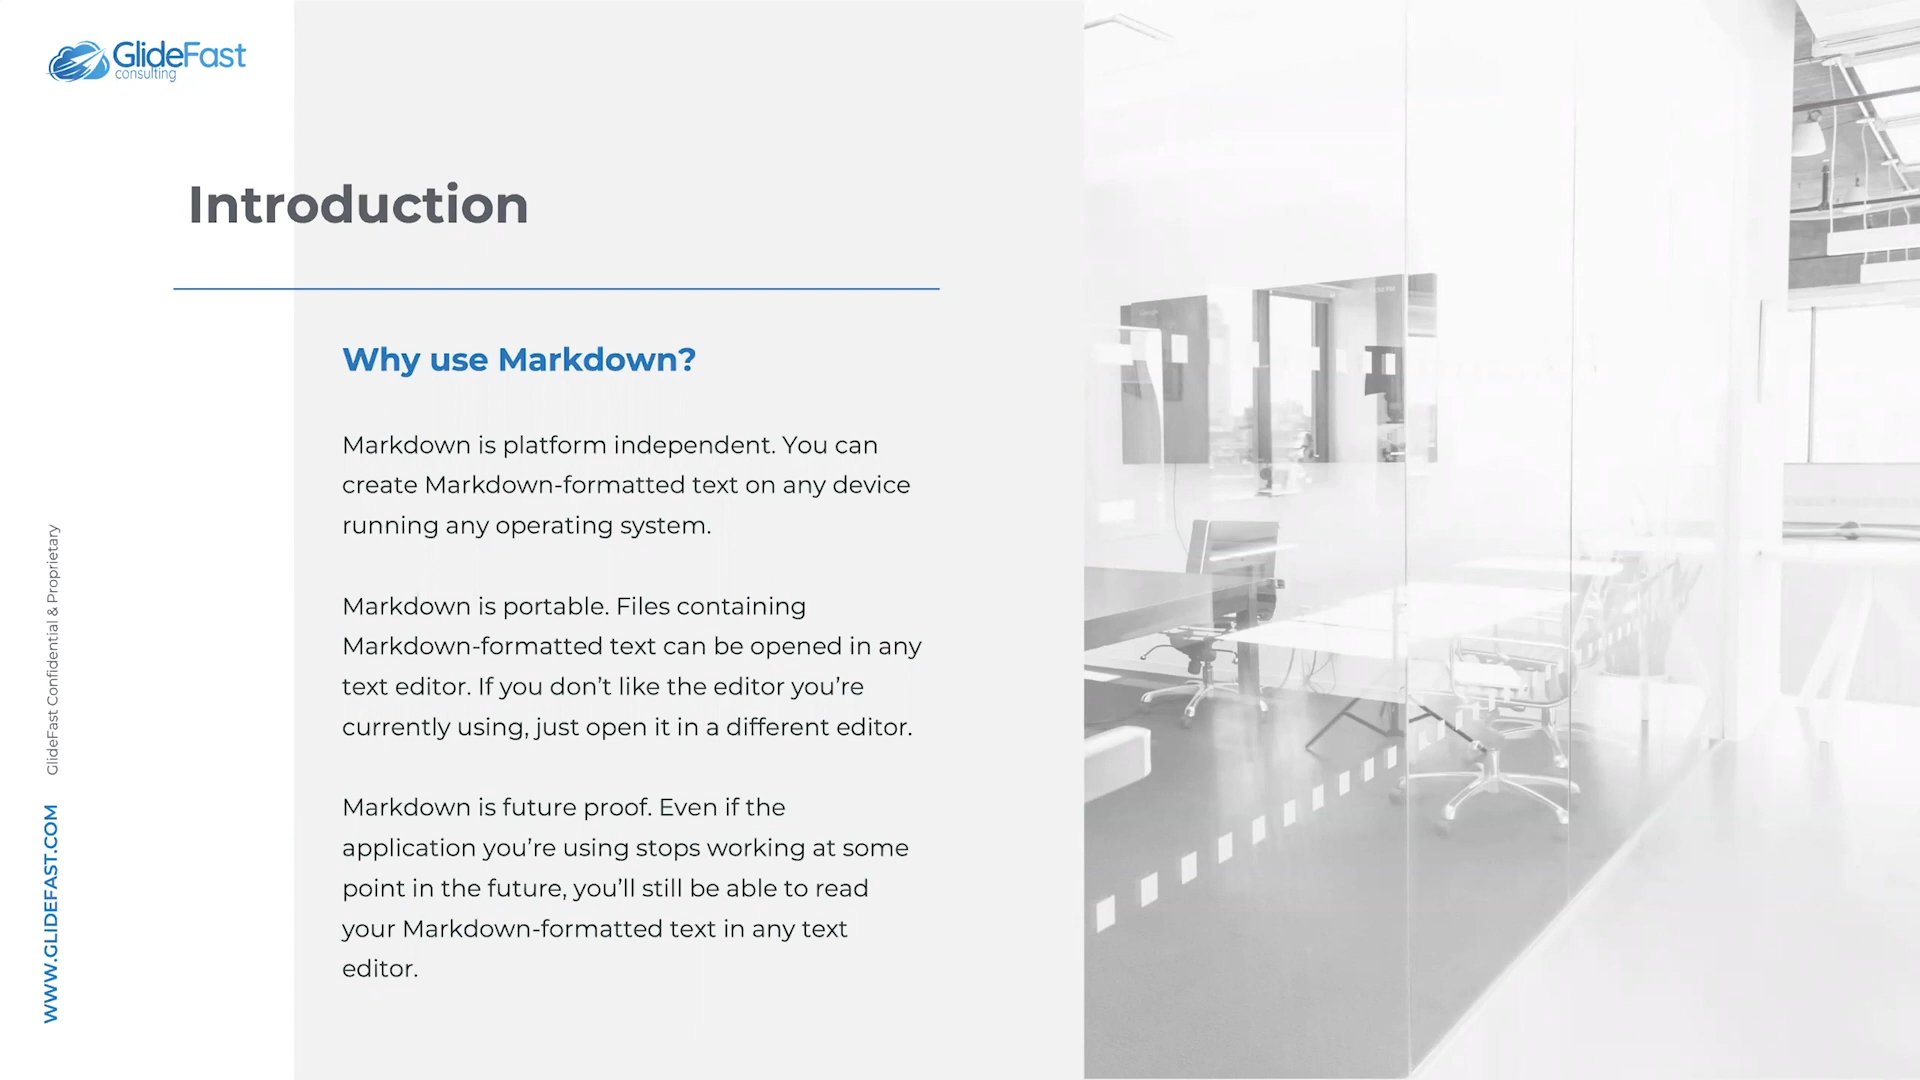 GlideFast
consulting
Introduction
Why use Markdown?
Markdown is platform independent. You can
create Markdown-formatted text on any device
running any operating system.
Markdown is portable. Files containing
Markdown-formatted text can be opened in any
text editor. If you don’t like the editor you’re
currently using, just open it in a different editor.
Markdown is future proof. Even if the
application you’re using stops working at some
point in the future, you’ll still be able to read
your Markdown-formatted text in any text
editor.
WWW.GLIDEFAST.COM
GlideFast Confidential & Proprietary